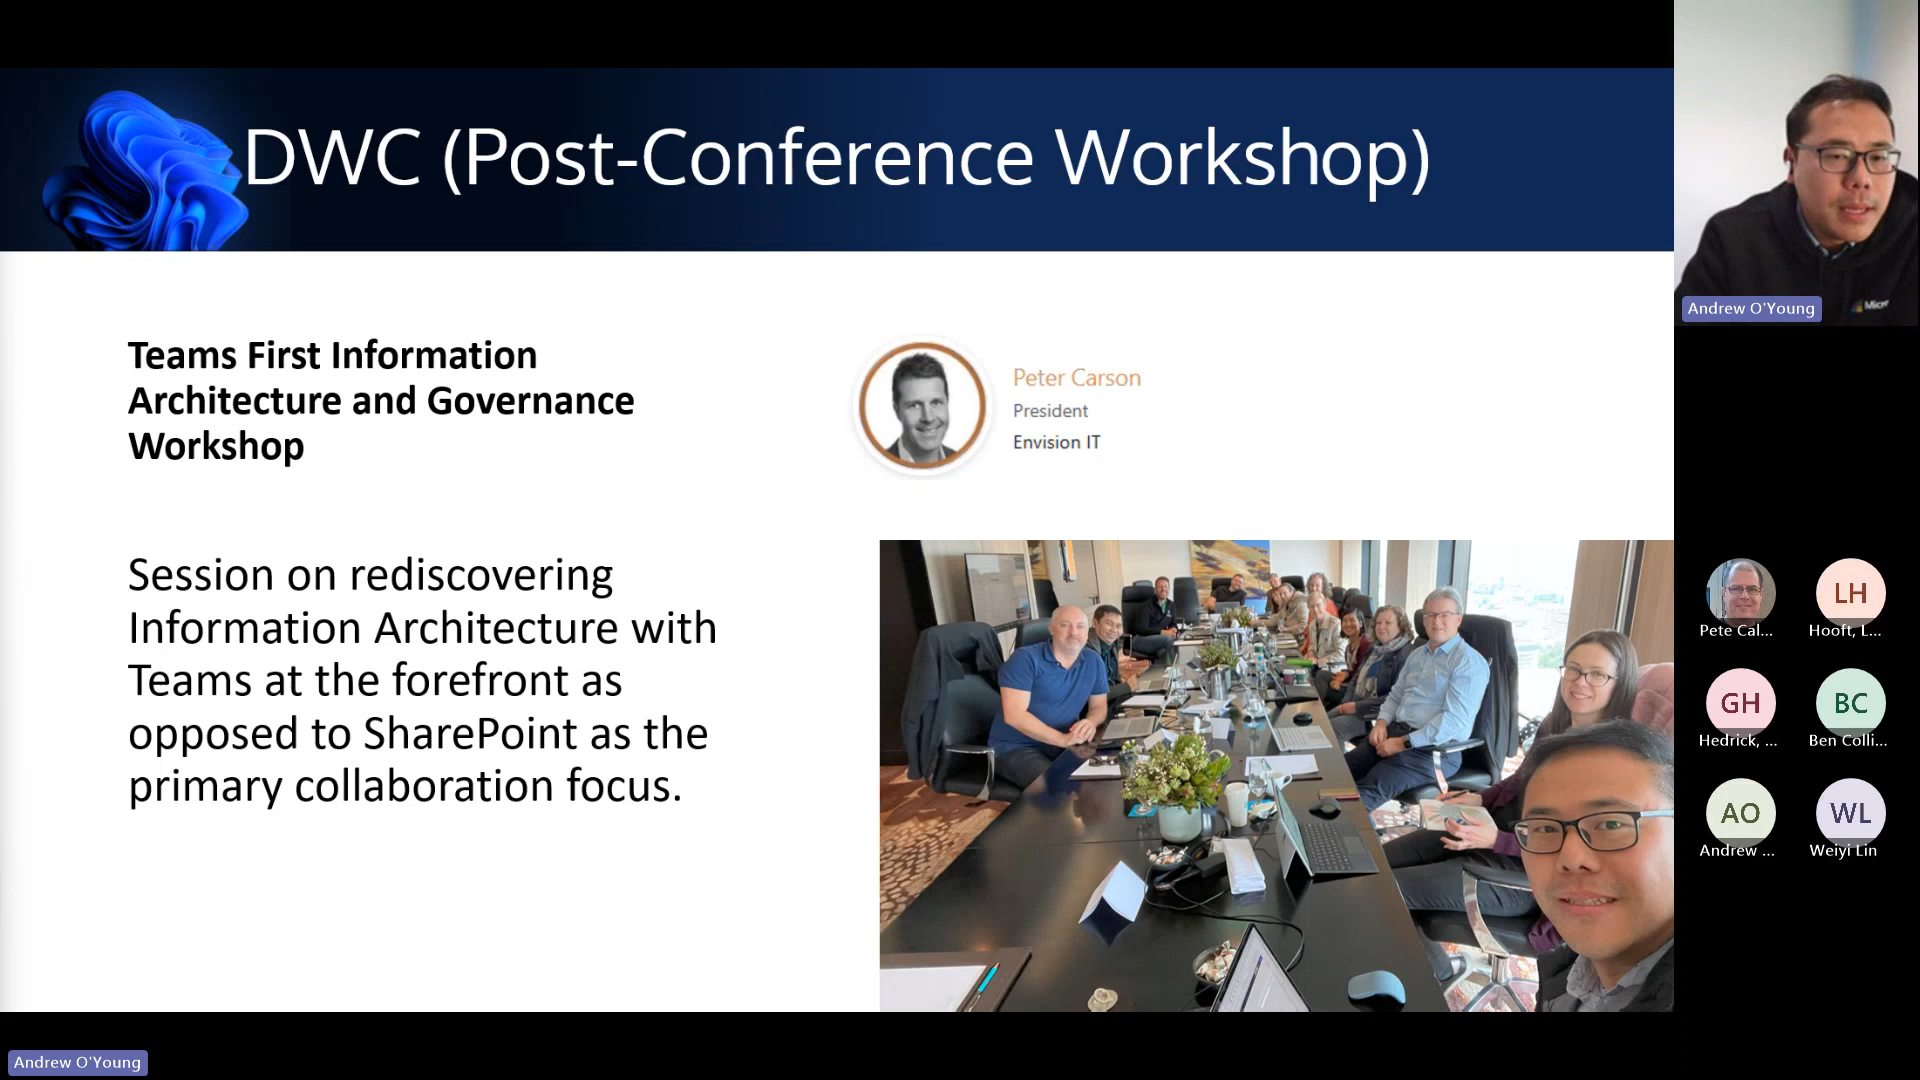 DWC (Post-Conference Workshop)
Teams First Information
Architecture and Governance
Workshop
Peter Carson
President
Envision IT
Session on rediscovering
Information Architecture with
Teams at the forefront as
opposed to SharePoint as the
primary collaboration focus.
Andrew O'Young
Micr
Andrew O'Young
Pete Cal...
LH
Hooft, L...
GH
Hedrick, ...
BC
Ben Colli...
AO
Andrew ...
WL
Weiyi Lin